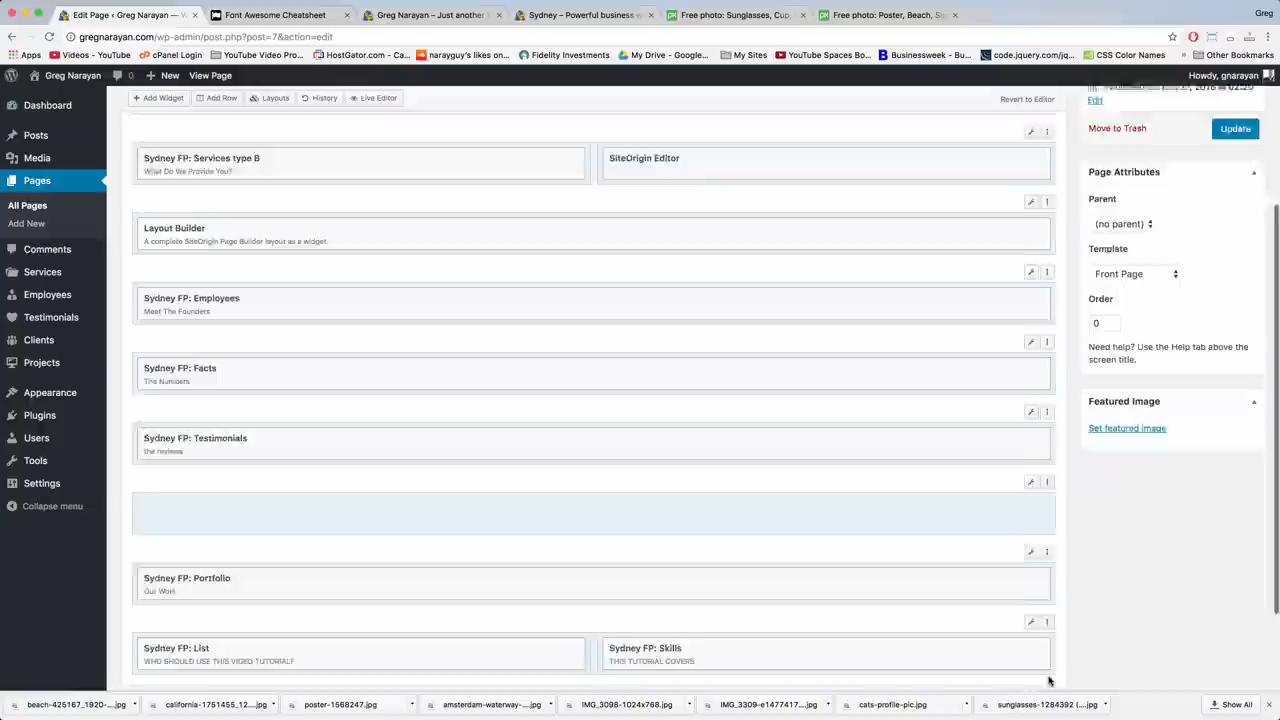 Edit Page ‹ Greg Narayan — W
Font Awesome Cheatsheet
Greg Narayan – Just another
Sydney – Powerful business w
Free photo: Sunglasses, Cup,
Free photo: Poster, Beach, S
Greg
gregnarayan.com/wp-admin/post.php?post=7&action=edit
Apps
Videos - YouTube
cPanel Login
YouTube Video Pro...
HostGator.com - Ca...
narayguy's likes on...
Fidelity Investments
My Drive - Google...
My Sites
YouTube Spaces Bo...
Businessweek - Bu...
code.jquery.com/jq...
CSS Color Names
»
Other Bookmarks
Greg Narayan
0
New
View Page
Howdy, gnarayan
Dashboard
Posts
Media
Pages
All Pages
Add New
Comments
Services
Employees
Testimonials
Clients
Projects
Appearance
Plugins
Users
Tools
Settings
Collapse menu
Add Widget
Add Row
Layouts
History
Live Editor
Revert to Editor
Sydney FP: Services type B
What Do We Provide You?
SiteOrigin Editor
Layout Builder
A complete SiteOrigin Page Builder layout as a widget.
Sydney FP: Employees
Meet The Founders
Sydney FP: Facts
The Numbers
Sydney FP: Testimonials
the reviews
Sydney FP: Portfolio
Our Work
Sydney FP: List
WHO SHOULD USE THIS VIDEO TUTORIAL?
Sydney FP: Skills
THIS TUTORIAL COVERS
Edit
Move to Trash
Update
Page Attributes
Parent
(no parent)
Template
Front Page
Order
0
Need help? Use the Help tab above the
screen title.
Featured Image
Set featured image
beach-425167_1920-....jpg
california-1751455_12....jpg
poster-1568247.jpg
amsterdam-waterway-....jpg
IMG_3098-1024x768.jpg
IMG_3309-e1477417....jpg
cats-profile-pic.jpg
sunglasses-1284392 (....jpg
Show All